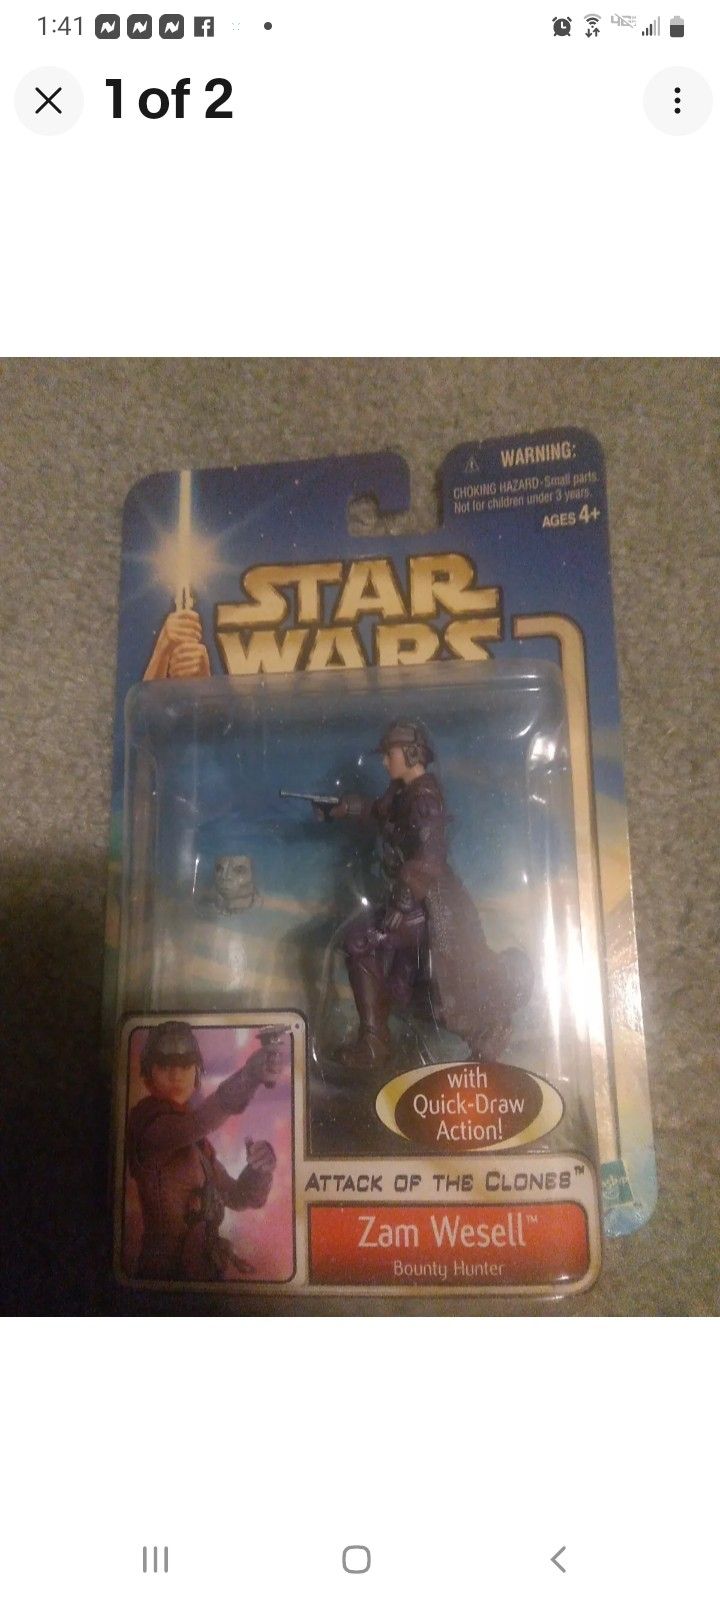 1:41
1 of 2
WARNING:
CHOKING HAZARD-Small parts.
Not for children under 3 years.
AGES 4+
STAR
WARS
with
Quick-Draw
Action!
ATTACK OF THE CLONES™
Zam Wesell™
Bounty Hunter